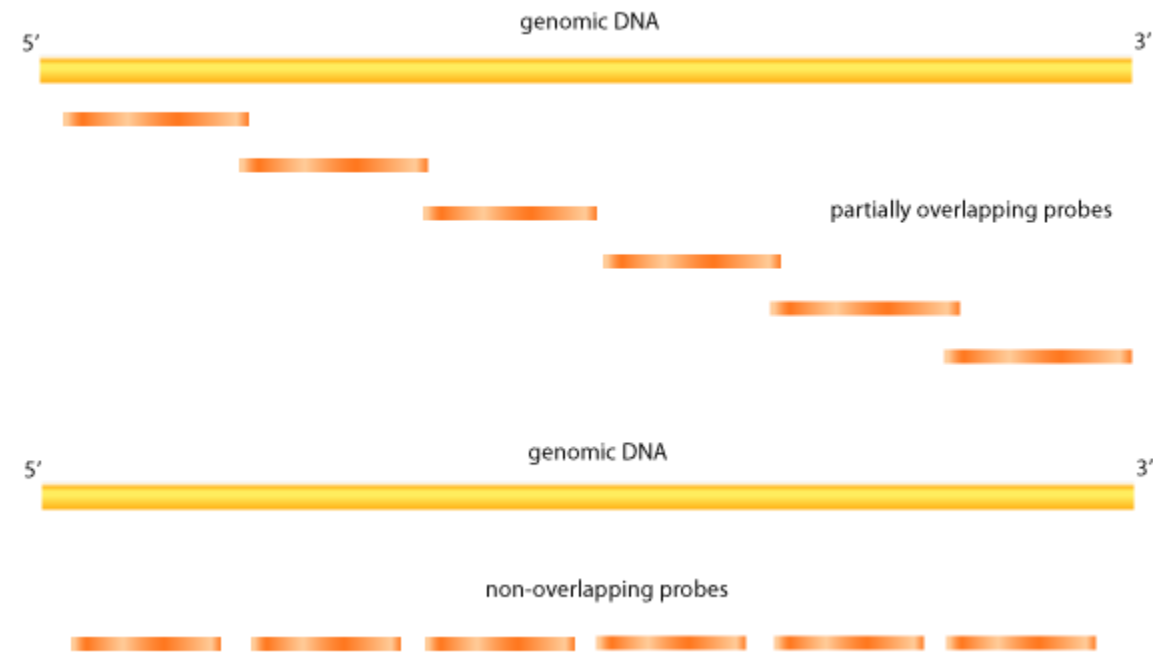 genomic DNA
5′ 3′
partially overlapping probes
genomic DNA
5′ 3′
non-overlapping probes